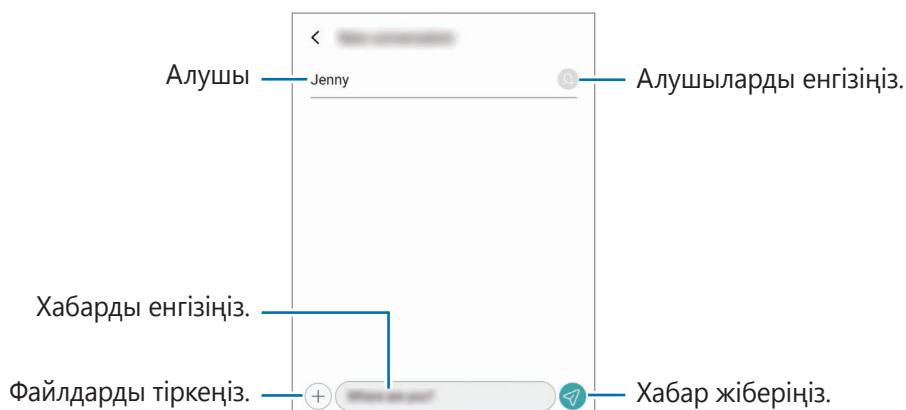 Алушы
Jenny
Алушыларды енгізіңіз.
Хабарды енгізіңіз.
Файлдарды тіркеңіз.
Хабар жіберіңіз.